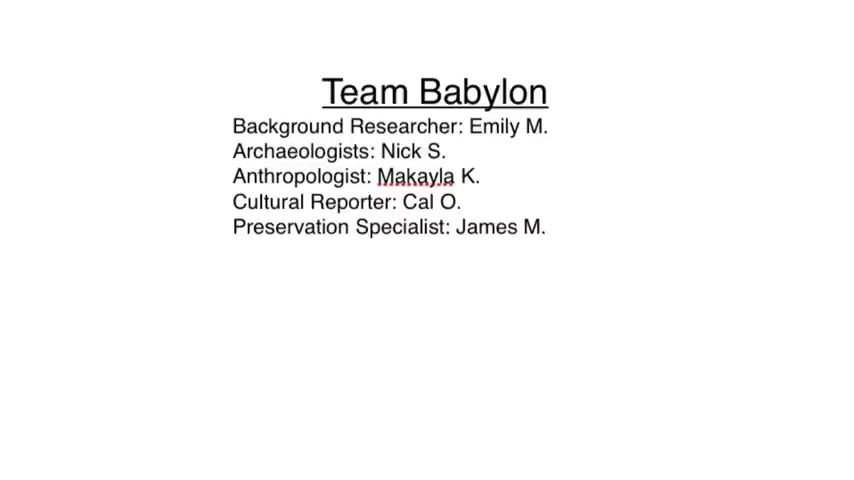 Team Babylon
Background Researcher: Emily M.
Archaeologists: Nick S.
Anthropologist: Makayla K.
Cultural Reporter: Cal O.
Preservation Specialist: James M.